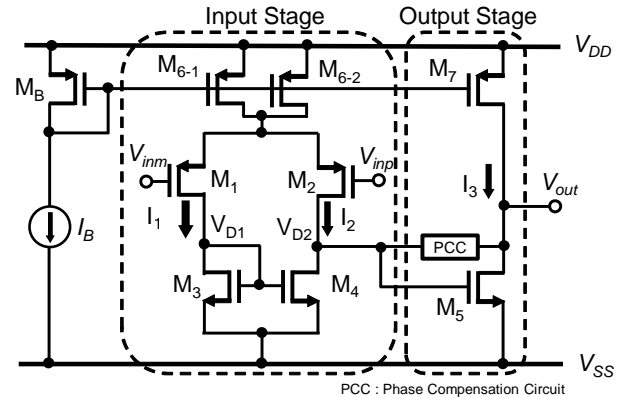 Input Stage
Output Stage
V_DD
M_B
M_6-1
M_6-2
M_7
V_inm
M_1
M_2
V_inp
I_3
V_out
I_B
I_1
V_D1
V_D2
I_2
PCC
M_3
M_4
M_5
V_SS
PCC : Phase Compensation Circuit